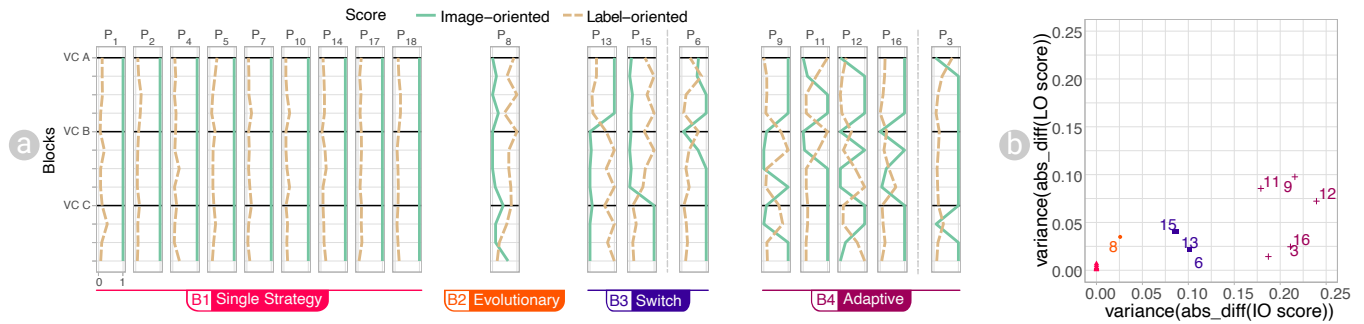 Score Image-oriented Label-oriented
P1 P2 P4 P5 P7 P10 P14 P17 P18 P8 P13 P15 P6 P9 P11 P12 P16 P3
VC A
VC B
VC C
Blocks
a
0 1
B1 Single Strategy
B2 Evolutionary
B3 Switch
B4 Adaptive
b
variance(abs_diff(LO score))
0.25
0.20
0.15
0.10
0.05
0.00
11 9 12
15
8 13 16
6 3
0.00 0.05 0.10 0.15 0.20 0.25
variance(abs_diff(IO score))